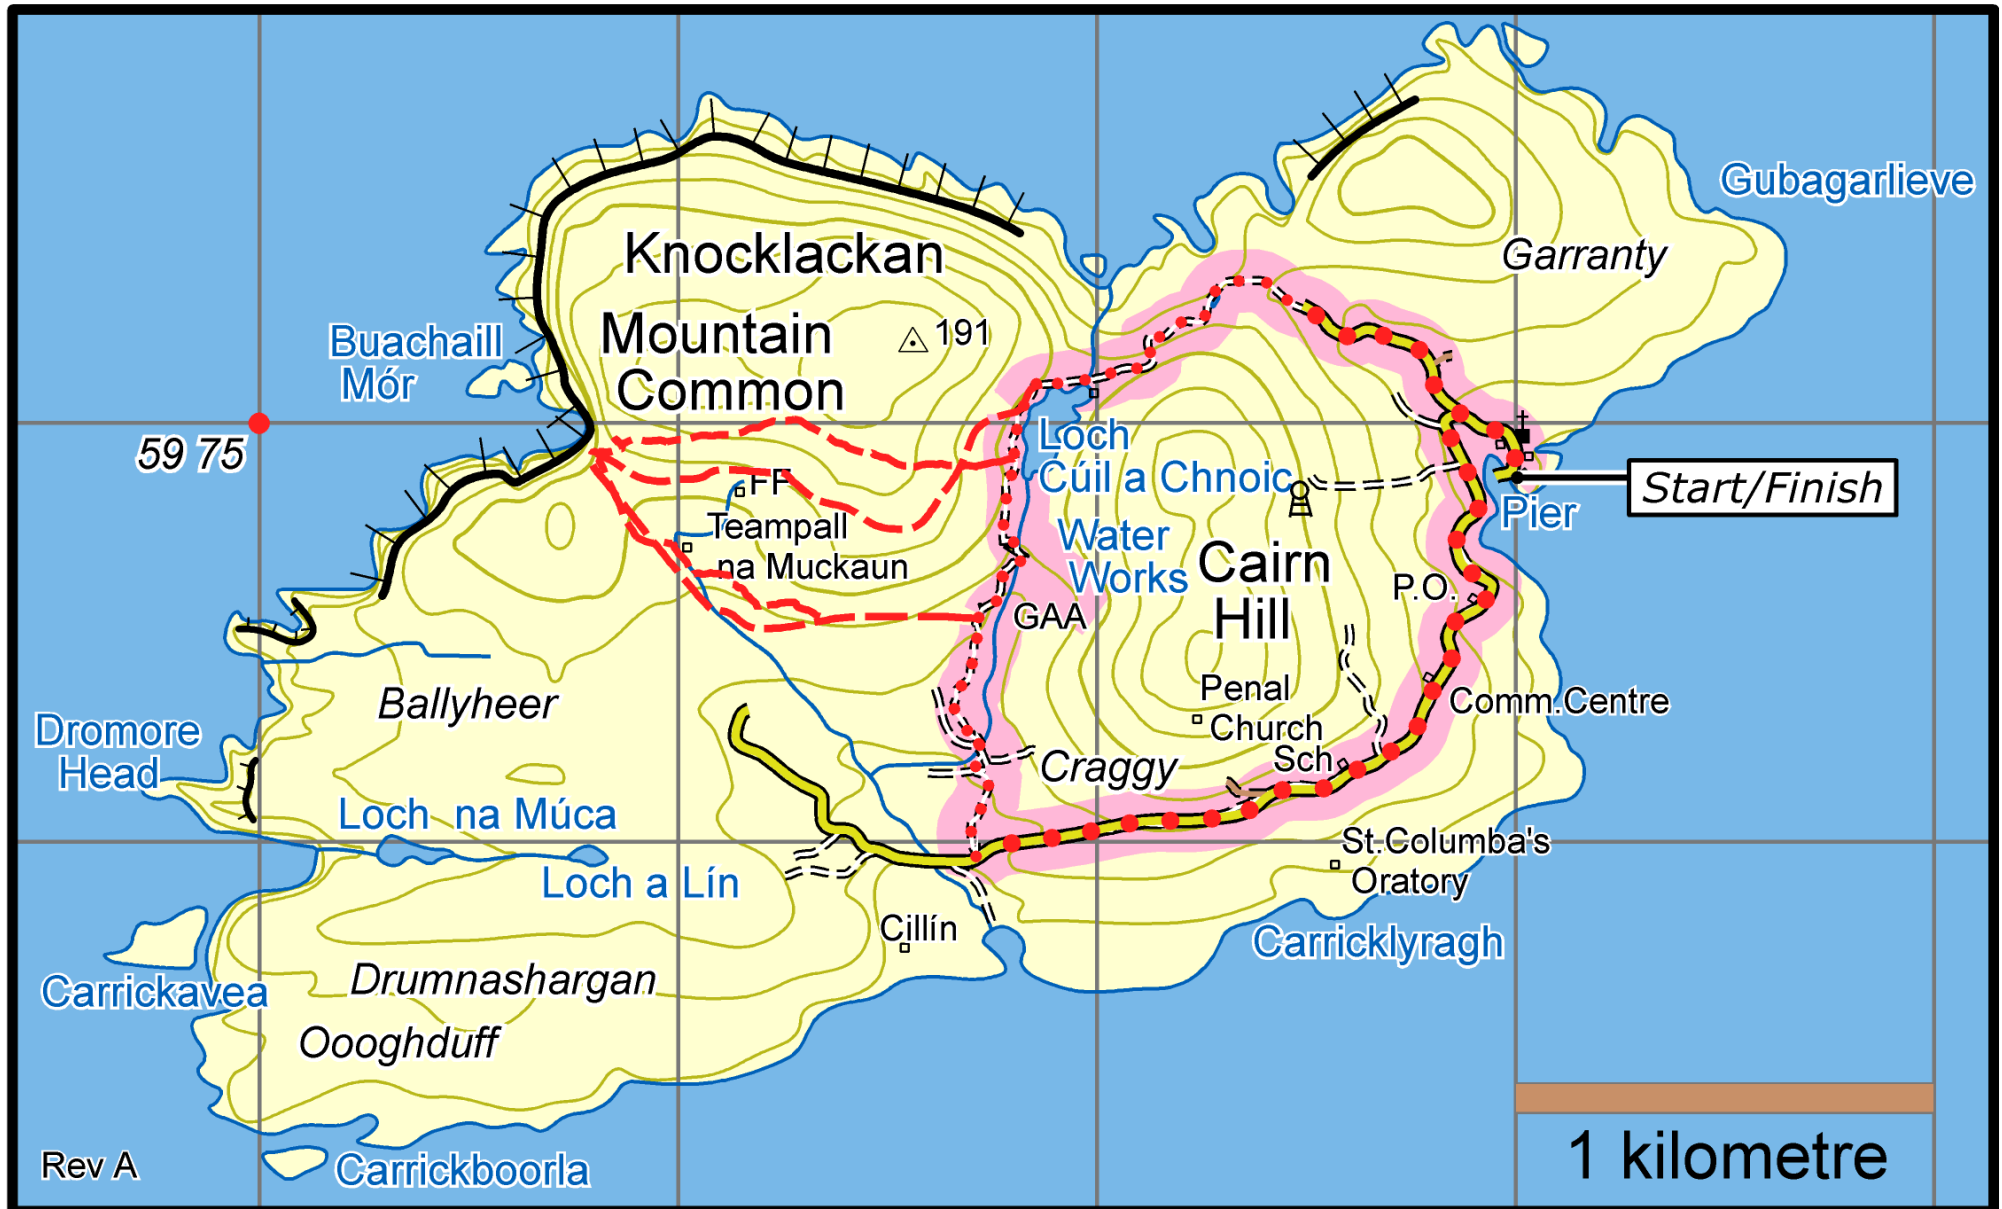 Gubagarlieve
Garranty
Knocklackan
Mountain
Common
191
Buachaill
Mór
59 75
Loch
Cúil a Chnoic
FF
Start/Finish
Pier
Teampall
na Muckaun
Water
Works
Cairn
Hill
P.O.
GAA
Ballyheer
Penal
Church
Comm.Centre
Dromore
Head
Craggy
Sch
Loch na Múca
St.Columba's
Oratory
Loch a Lín
Cillín
Carricklyragh
Drumnashargan
Carrickavea
Oooghduff
1 kilometre
Rev A
Carrickboorla